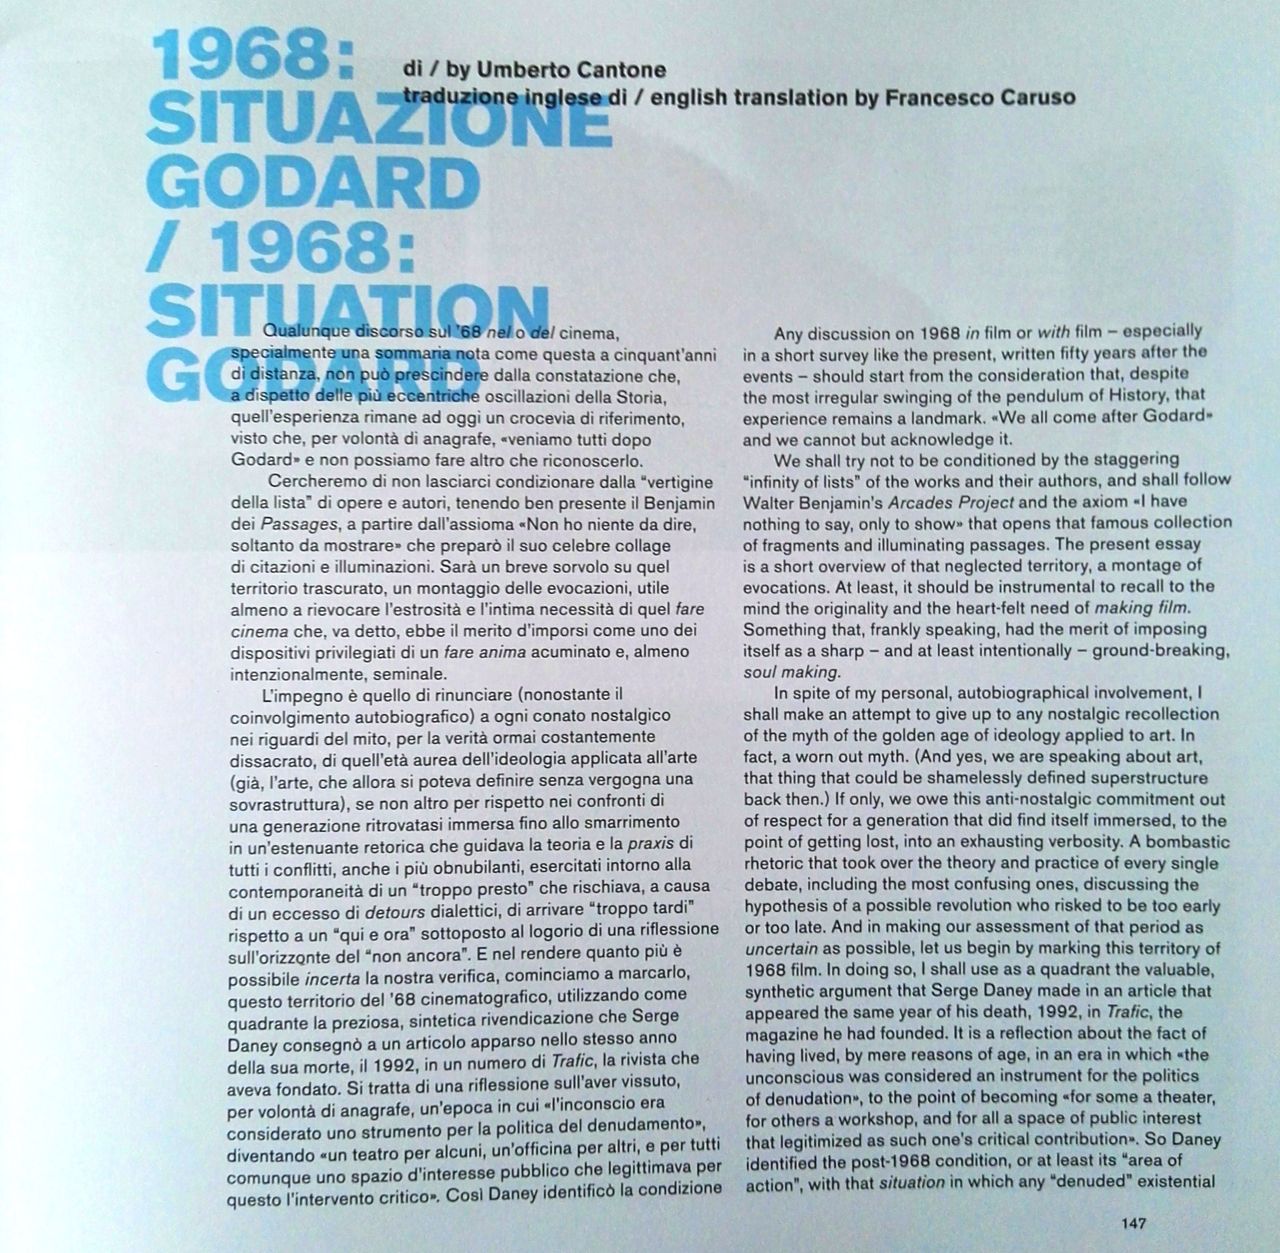 1968:
SITUAZIONE
GODARD
/ 1968:
SITUATION
GODARD
di / by Umberto Cantone
traduzione inglese di / english translation by Francesco Caruso
Qualunque discorso sul '68 nel o del cinema,
specialmente una sommaria nota come questa a cinquant'anni
di distanza, non può prescindere dalla constatazione che,
a dispetto delle più eccentriche oscillazioni della Storia,
quell'esperienza rimane ad oggi un crocevia di riferimento,
visto che, per volontà di anagrafe, «veniamo tutti dopo
Godard» e non possiamo fare altro che riconoscerlo.
Cercheremo di non lasciarci condizionare dalla “vertigine
della lista” di opere e autori, tenendo ben presente il Benjamin
dei Passages, a partire dall'assioma «Non ho niente da dire,
soltanto da mostrare» che preparò il suo celebre collage
di citazioni e illuminazioni. Sarà un breve sorvolo su quel
territorio trascurato, un montaggio delle evocazioni, utile
almeno a rievocare l'estrosità e l'intima necessità di quel fare
cinema che, va detto, ebbe il merito d'imporsi come uno dei
dispositivi privilegiati di un fare anima acuminato e, almeno
intenzionalmente, seminale.
L'impegno è quello di rinunciare (nonostante il
coinvolgimento autobiografico) a ogni conato nostalgico
nei riguardi del mito, per la verità ormai costantemente
dissacrato, di quell'età aurea dell'ideologia applicata all'arte
(già, l'arte, che allora si poteva definire senza vergogna una
sovrastruttura), se non altro per rispetto nei confronti di
una generazione ritrovatasi immersa fino allo smarrimento
in un'estenuante retorica che guidava la teoria e la praxis di
tutti i conflitti, anche i più obnubilanti, esercitati intorno alla
contemporaneità di un “troppo presto” che rischiava, a causa
di un eccesso di detours dialettici, di arrivare “troppo tardi”
rispetto a un “qui e ora” sottoposto al logorio di una riflessione
sull'orizzonte del “non ancora”. E nel rendere quanto più è
possibile incerta la nostra verifica, cominciamo a marcarlo,
questo territorio del '68 cinematografico, utilizzando come
quadrante la preziosa, sintetica rivendicazione che Serge
Daney consegnò a un articolo apparso nello stesso anno
della sua morte, il 1992, in un numero di Trafic, la rivista che
aveva fondato. Si tratta di una riflessione sull'aver vissuto,
per volontà di anagrafe, un'epoca in cui «l'inconscio era
considerato uno strumento per la politica del denudamento»,
diventando «un teatro per alcuni, un'officina per altri, e per tutti
comunque uno spazio d'interesse pubblico che legittimava per
questo l'intervento critico». Così Daney identificò la condizione
Any discussion on 1968 in film or with film – especially
in a short survey like the present, written fifty years after the
events – should start from the consideration that, despite
the most irregular swinging of the pendulum of History, that
experience remains a landmark. «We all come after Godard»
and we cannot but acknowledge it.
We shall try not to be conditioned by the staggering
“infinity of lists” of the works and their authors, and shall follow
Walter Benjamin's Arcades Project and the axiom «I have
nothing to say, only to show» that opens that famous collection
of fragments and illuminating passages. The present essay
is a short overview of that neglected territory, a montage of
evocations. At least, it should be instrumental to recall to the
mind the originality and the heart-felt need of making film.
Something that, frankly speaking, had the merit of imposing
itself as a sharp – and at least intentionally – ground-breaking,
soul making.
In spite of my personal, autobiographical involvement, I
shall make an attempt to give up to any nostalgic recollection
of the myth of the golden age of ideology applied to art. In
fact, a worn out myth. (And yes, we are speaking about art,
that thing that could be shamelessly defined superstructure
back then.) If only, we owe this anti-nostalgic commitment out
of respect for a generation that did find itself immersed, to the
point of getting lost, into an exhausting verbosity. A bombastic
rhetoric that took over the theory and practice of every single
debate, including the most confusing ones, discussing the
hypothesis of a possible revolution who risked to be too early
or too late. And in making our assessment of that period as
uncertain as possible, let us begin by marking this territory of
1968 film. In doing so, I shall use as a quadrant the valuable,
synthetic argument that Serge Daney made in an article that
appeared the same year of his death, 1992, in Trafic, the
magazine he had founded. It is a reflection about the fact of
having lived, by mere reasons of age, in an era in which «the
unconscious was considered an instrument for the politics
of denudation», to the point of becoming «for some a theater,
for others a workshop, and for all a space of public interest
that legitimized as such one's critical contribution». So Daney
identified the post-1968 condition, or at least its “area of
action”, with that situation in which any “denuded” existential
147